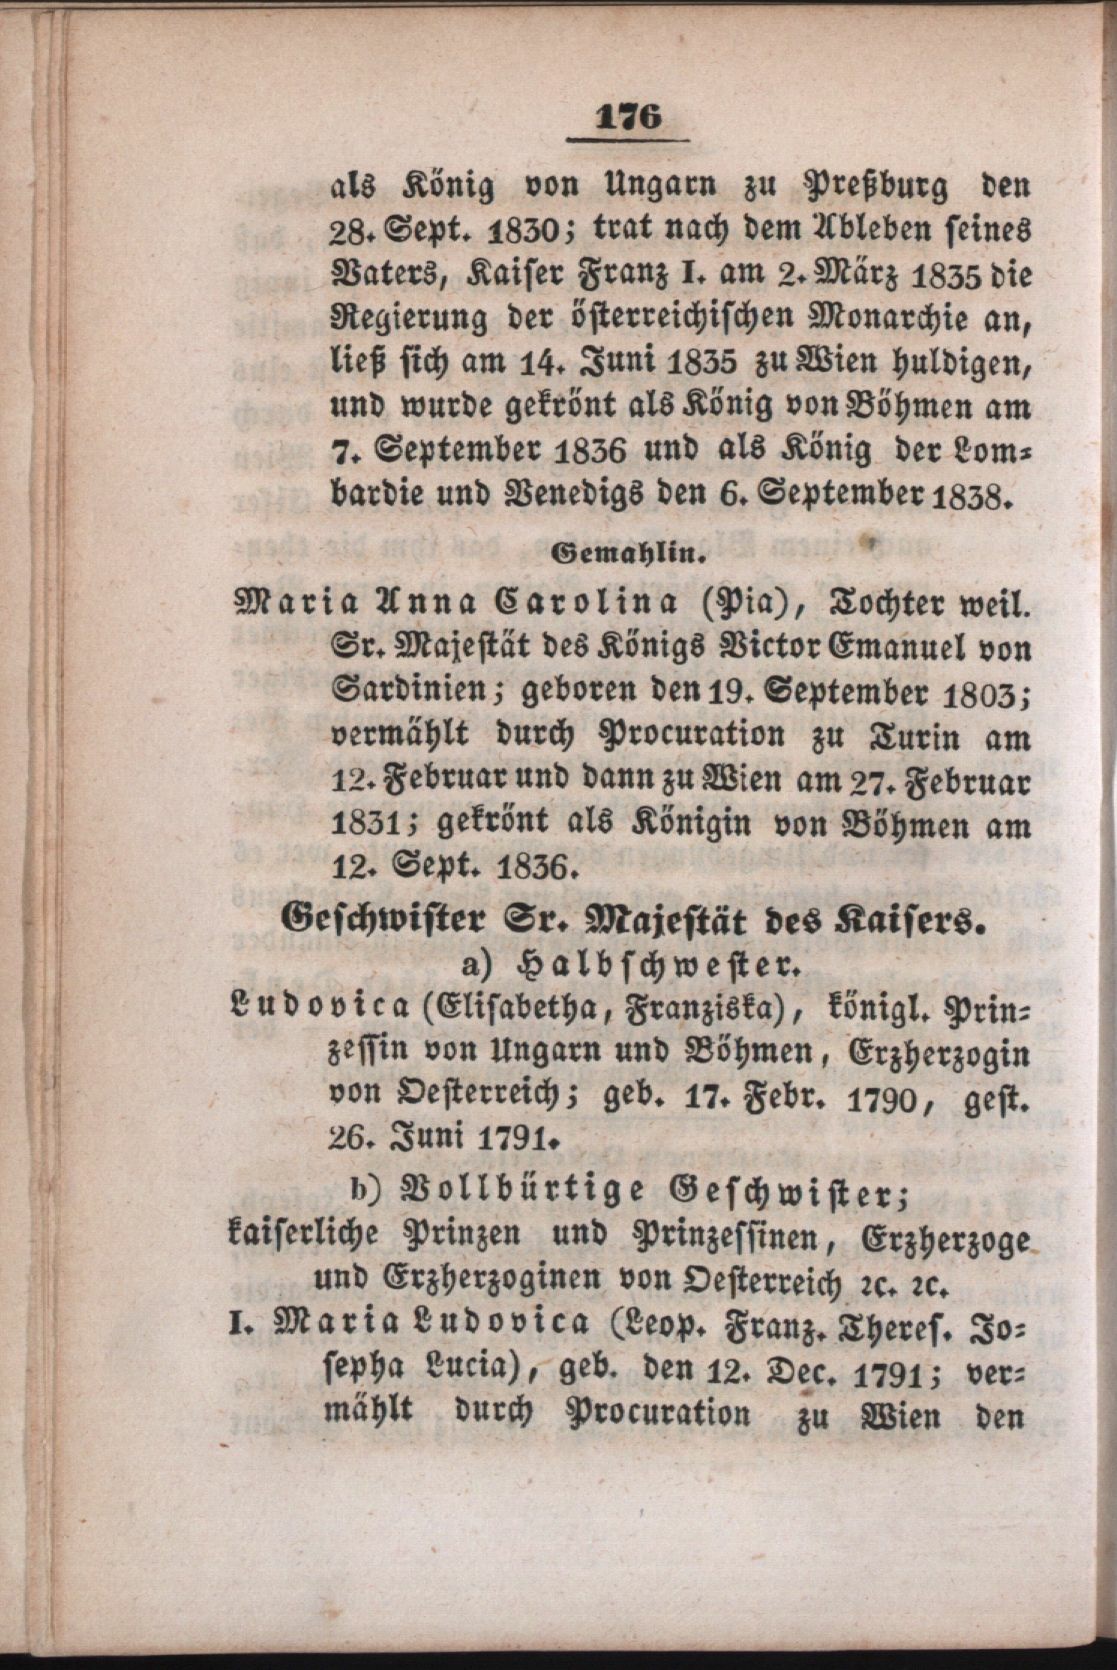 176
als König von Ungarn zu Preßburg den
28. Sept. 1830; trat nach dem Ableben seines
Vaters, Kaiser Franz I. am 2. März 1835 die
Regierung der österreichischen Monarchie an,
ließ sich am 14. Juni 1835 zu Wien huldigen,
und wurde gekrönt als König von Böhmen am
7. September 1836 und als König der Lom-
bardie und Venedigs den 6. September 1838.
Gemahlin.
Maria Anna Carolina (Pia), Tochter weil.
Sr. Majestät des Königs Victor Emanuel von
Sardinien; geboren den 19. September 1803;
vermählt durch Procuration zu Turin am
12. Februar und dann zu Wien am 27. Februar
1831; gekrönt als Königin von Böhmen am
12. Sept. 1836.
Geschwister Sr. Majestät des Kaisers.
a) Halbschwester.
Ludovica (Elisabetha, Franziska), königl. Prin-
zessin von Ungarn und Böhmen, Erzherzogin
von Oesterreich; geb. 17. Febr. 1790, gest.
26. Juni 1791.
b) Vollbürtige Geschwister;
kaiserliche Prinzen und Prinzessinen, Erzherzoge
und Erzherzoginen von Oesterreich ꝛc. ꝛc.
I. Maria Ludovica (Leop. Franz. Theres. Jo-
sepha Lucia), geb. den 12. Dec. 1791; ver-
mählt durch Procuration zu Wien den